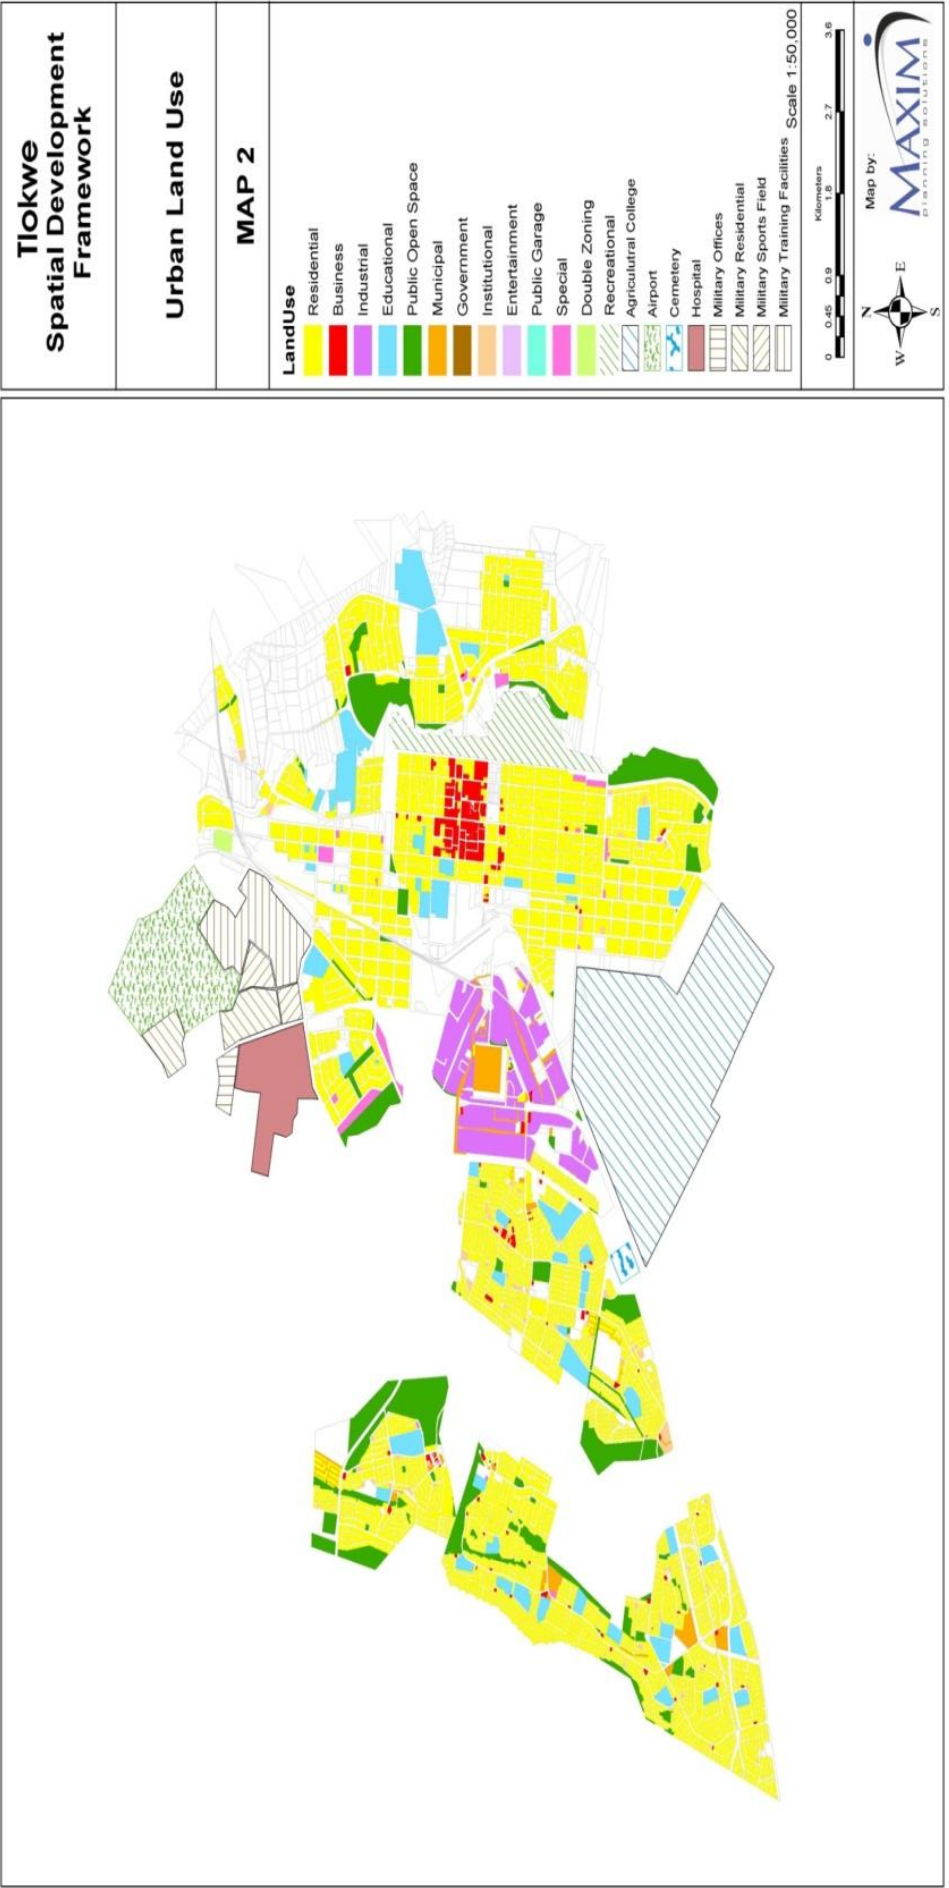 Tlokwe
Spatial Development
Framework
Urban Land Use
MAP 2
LandUse
Residential
Business
Industrial
Educational
Public Open Space
Municipal
Government
Institutional
Entertainment
Public Garage
Special
Double Zoning
Recreational
Agriculutral College
Airport
Cemetery
Hospital
Military Offices
Military Residential
Military Sports Field
Military Training Facilities
Scale 1:50,000
0 0.45 0.9 1.8 2.7 3.6
Kilometers
N
W E
S
Map by:
MAXIM
planning solutions